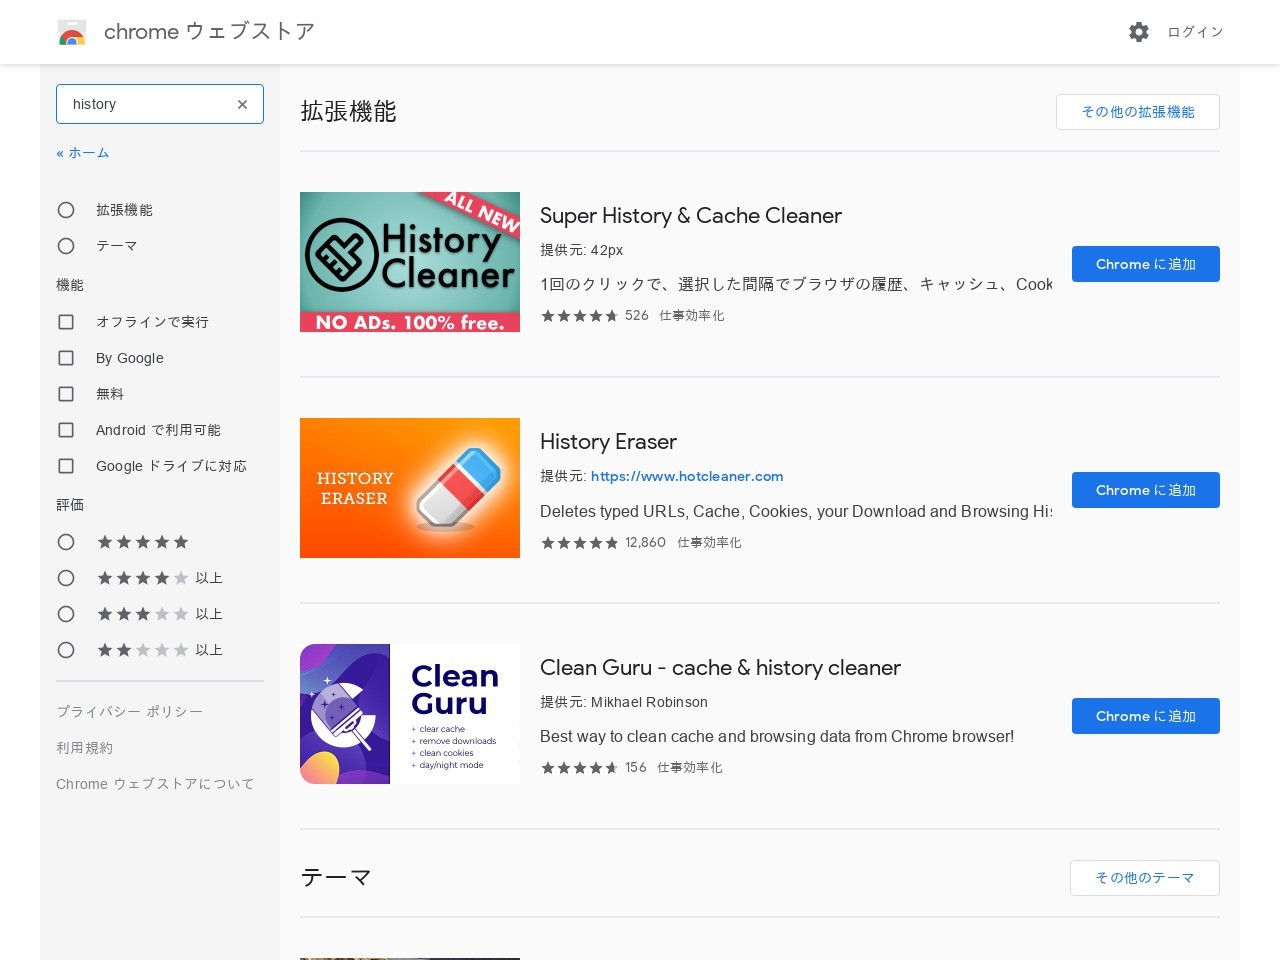 chrome ウェブストア
ログイン
history
« ホーム
拡張機能
テーマ
機能
オフラインで実行
By Google
無料
Android で利用可能
Google ドライブに対応
評価
以上
以上
以上
プライバシー ポリシー
利用規約
Chrome ウェブストアについて
拡張機能
その他の拡張機能
ALL NEW
History
Cleaner
NO ADs. 100% free.
Super History & Cache Cleaner
提供元: 42px
1回のクリックで、選択した間隔でブラウザの履歴、キャッシュ、Cook
526 仕事効率化
Chrome に追加
HISTORY
ERASER
History Eraser
提供元: https://www.hotcleaner.com
Deletes typed URLs, Cache, Cookies, your Download and Browsing His
12,860 仕事効率化
Chrome に追加
Clean
Guru
+ clear cache
+ remove downloads
+ clean cookies
+ day/night mode
Clean Guru - cache & history cleaner
提供元: Mikhael Robinson
Best way to clean cache and browsing data from Chrome browser!
156 仕事効率化
Chrome に追加
テーマ
その他のテーマ